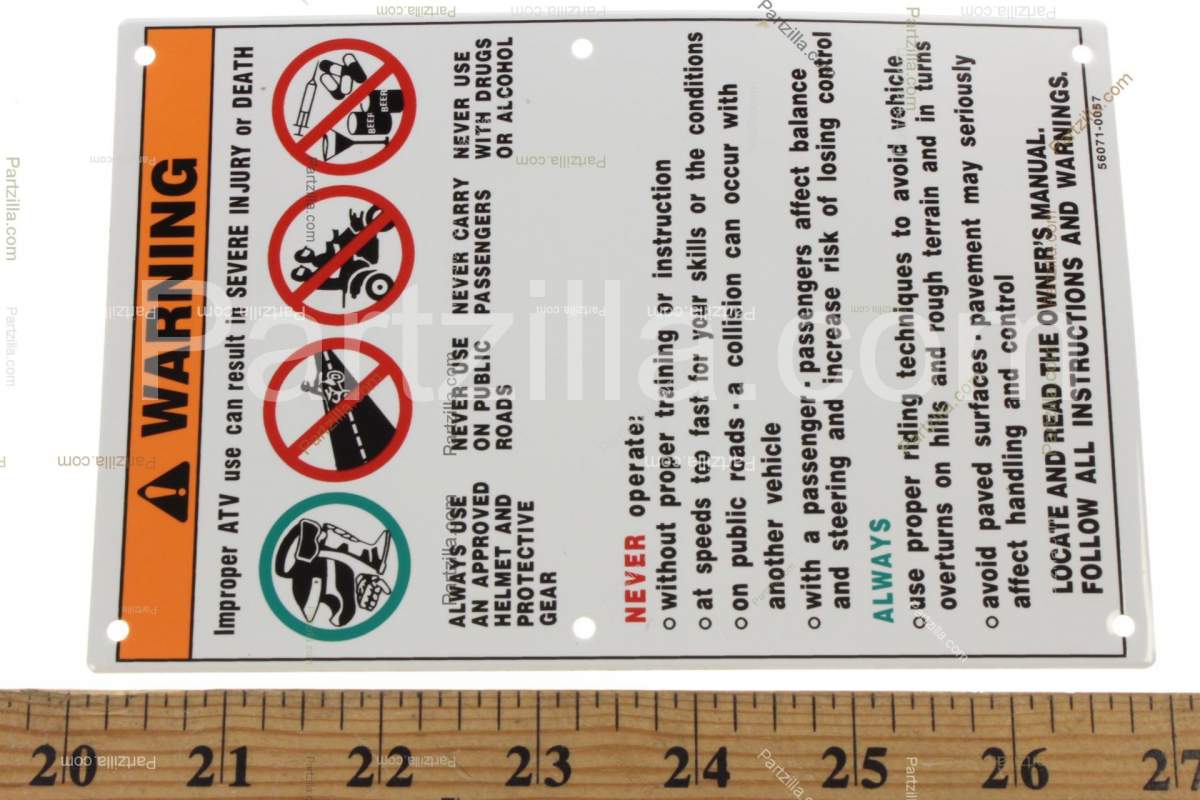 WARNING
Improper ATV use can result in SEVERE INJURY or DEATH
BEER
BEER
ALWAYS USE
AN APPROVED
HELMET AND
PROTECTIVE
GEAR
NEVER USE
ON PUBLIC
ROADS
NEVER CARRY
PASSENGERS
NEVER USE
WITH DRUGS
OR ALCOHOL
NEVER operate:
o without proper training or instruction
o at speeds too fast for your skills or the conditions
o on public roads - a collision can occur with
another vehicle
o with a passenger - passengers affect balance
and steering and increase risk of losing control
ALWAYS
o use proper riding techniques to avoid vehicle
overturns on hills and rough terrain and in turns
o avoid paved surfaces - pavement may seriously
affect handling and control
LOCATE AND READ THE OWNER'S MANUAL.
FOLLOW ALL INSTRUCTIONS AND WARNINGS.
56071-0057
20 21 22 23 24 25 26 27
Partzilla.com